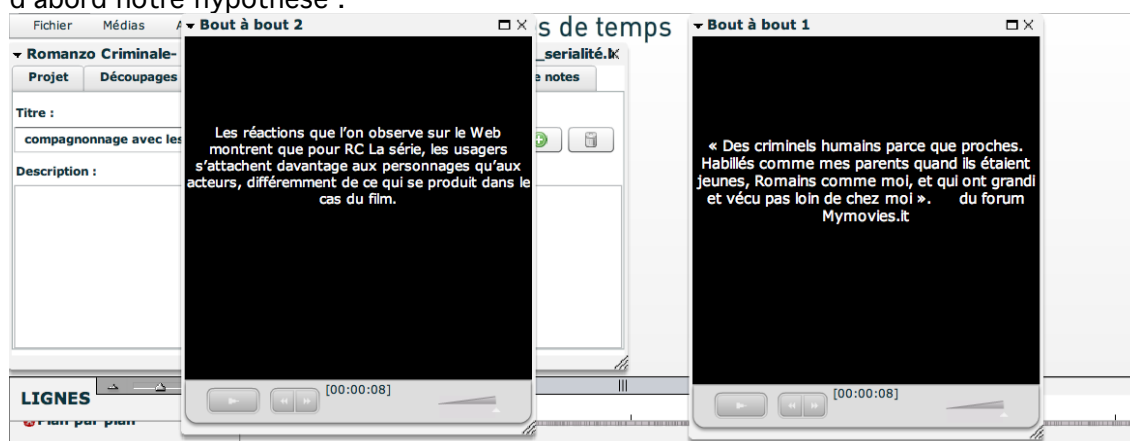 d'abord notre hypothèse :
Fichier Médias
▾ Bout à bout 2
s de temps
▾ Bout à bout 1
▾ Romanzo Criminale-
_serialité.l
Projet Découpages
e notes
Titre :
compagnonnage avec les
Description :
Les réactions que l'on observe sur le Web
montrent que pour RC La série, les usagers
s'attachent davantage aux personnages qu'aux
acteurs, différemment de ce qui se produit dans le
cas du film.
« Des criminels humains parce que proches.
Habillés comme mes parents quand ils étaient
jeunes, Romains comme moi, et qui ont grandi
et vécu pas loin de chez moi ». du forum
Mymovies.it
[00:00:08]
[00:00:08]
LIGNES
Plan par plan